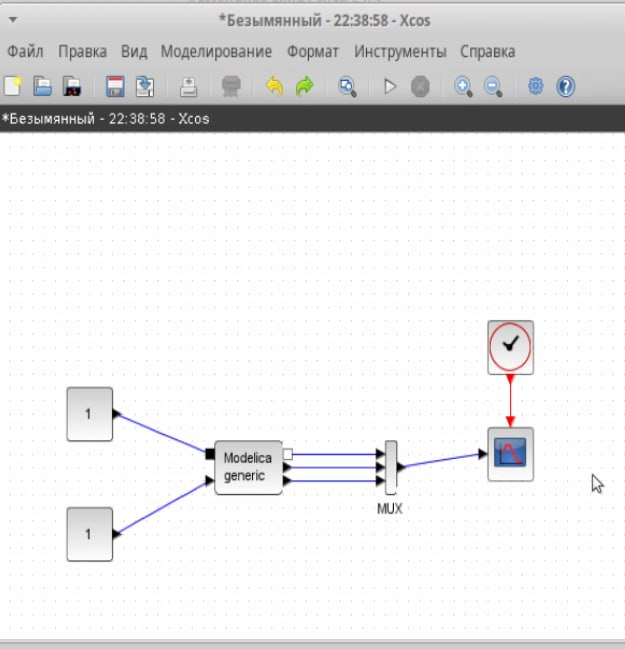 *Безымянный - 22:38:58 - Xcos
Файл Правка Вид Моделирование Формат Инструменты Справка
*Безымянный - 22:38:58 - Xcos
1
Modelica
generic
MUX
1